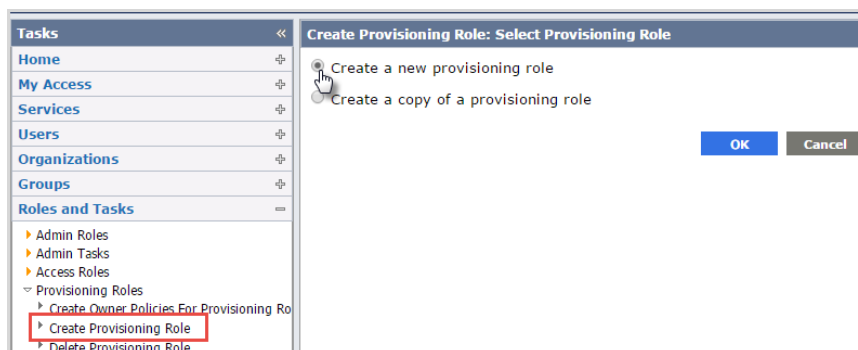 Tasks
Home
My Access
Services
Users
Organizations
Groups
Roles and Tasks
Admin Roles
Admin Tasks
Access Roles
Provisioning Roles
Create Owner Policies For Provisioning Ro
Create Provisioning Role
Delete Provisioning Role
Create Provisioning Role: Select Provisioning Role
Create a new provisioning role
Create a copy of a provisioning role
OK Cancel